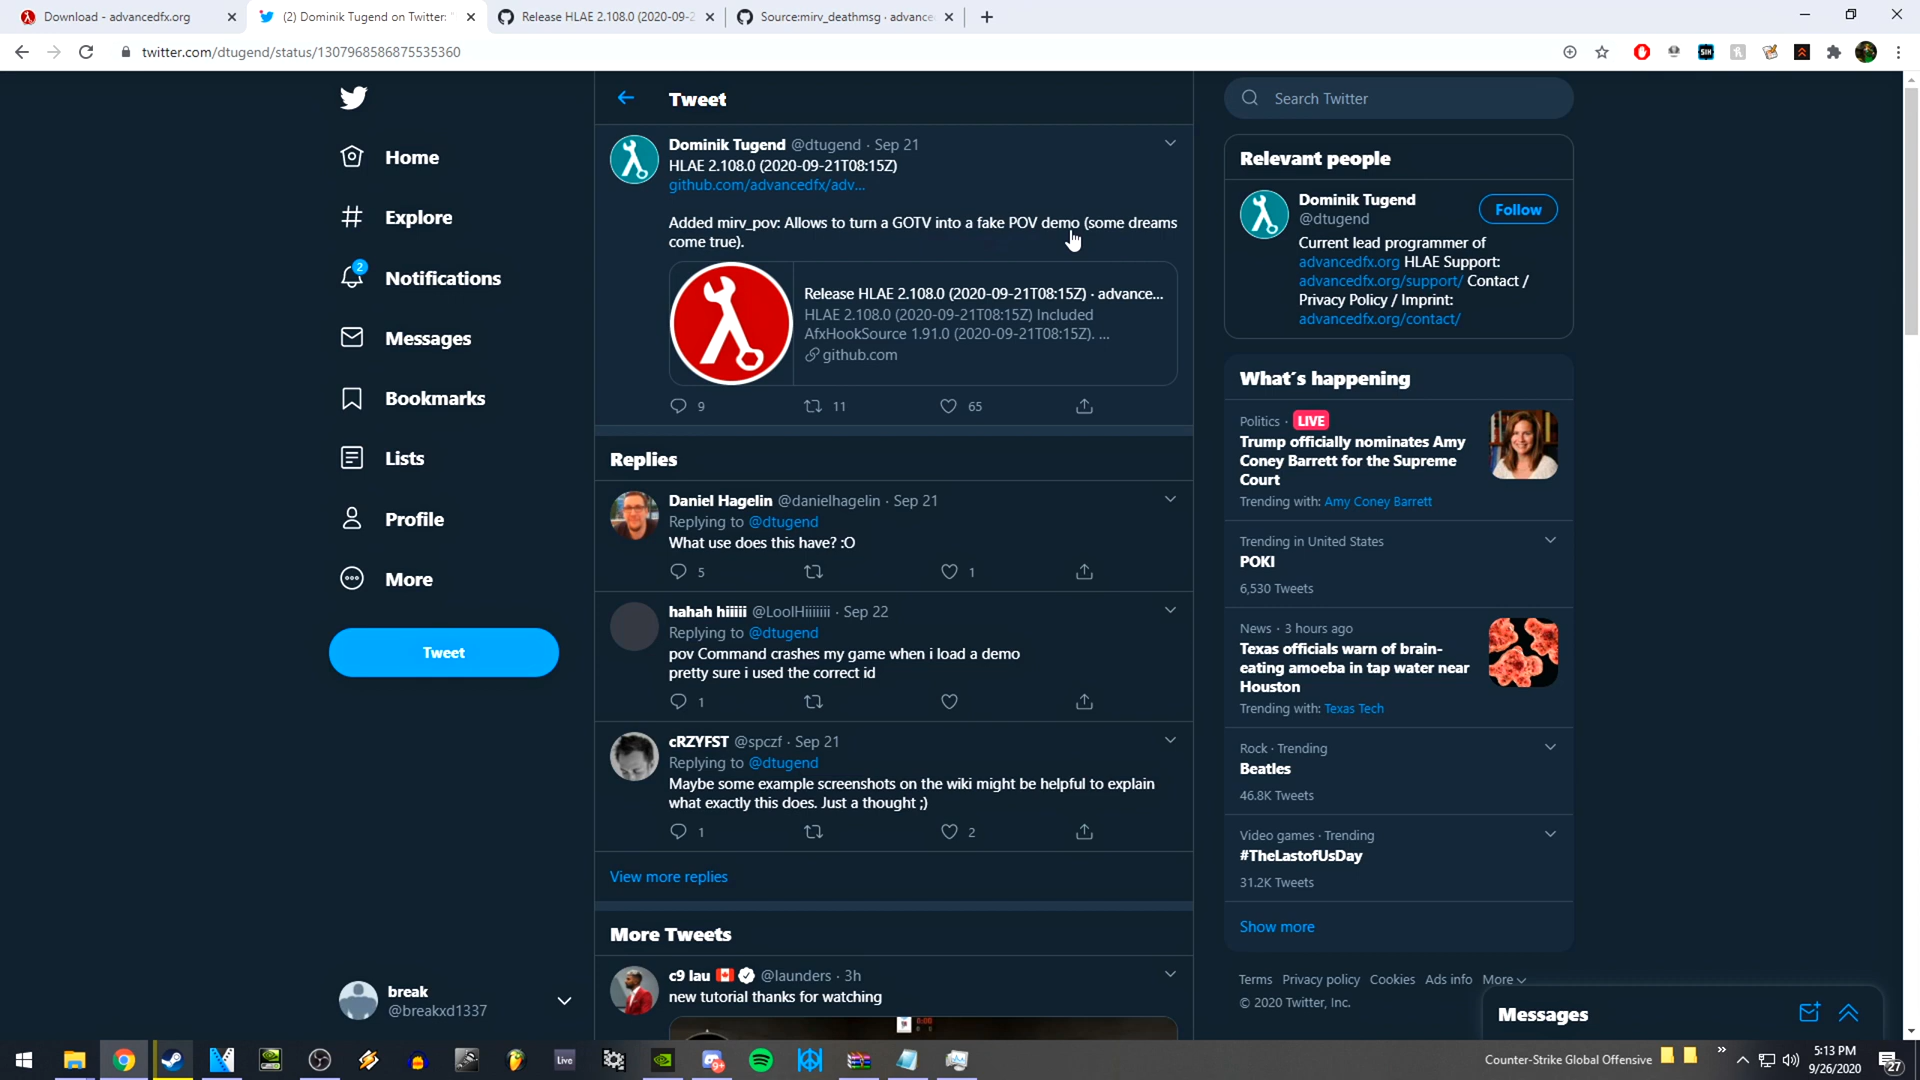 Download - advancedfx.org
(2) Dominik Tugend on Twitter: "
Release HLAE 2.108.0 (2020-09-2
Source:mirv_deathmsg · advance
twitter.com/dtugend/status/1307968586875535360
Home
Explore
2
Notifications
Messages
Bookmarks
Lists
Profile
More
Tweet
break
@breakxd1337
Tweet
Dominik Tugend @dtugend · Sep 21
HLAE 2.108.0 (2020-09-21T08:15Z)
github.com/advancedfx/adv...
Added mirv_pov: Allows to turn a GOTV into a fake POV demo (some dreams
come true).
Release HLAE 2.108.0 (2020-09-21T08:15Z) · advance...
HLAE 2.108.0 (2020-09-21T08:15Z) Included
AfxHookSource 1.91.0 (2020-09-21T08:15Z). ...
github.com
9 11 65
Replies
Daniel Hagelin @danielhagelin · Sep 21
Replying to @dtugend
What use does this have? :O
5 1
hahah hiiiii @LoolHiiiiiii · Sep 22
Replying to @dtugend
pov Command crashes my game when i load a demo
pretty sure i used the correct id
1
cRZYFST @spczf · Sep 21
Replying to @dtugend
Maybe some example screenshots on the wiki might be helpful to explain
what exactly this does. Just a thought ;)
1 2
View more replies
More Tweets
c9 lau @launders · 3h
new tutorial thanks for watching
Search Twitter
Relevant people
Dominik Tugend
@dtugend
Follow
Current lead programmer of
advancedfx.org HLAE Support:
advancedfx.org/support/ Contact /
Privacy Policy / Imprint:
advancedfx.org/contact/
What's happening
Politics · LIVE
Trump officially nominates Amy
Coney Barrett for the Supreme
Court
Trending with: Amy Coney Barrett
Trending in United States
POKI
6,530 Tweets
News · 3 hours ago
Texas officials warn of brain-
eating amoeba in tap water near
Houston
Trending with: Texas Tech
Rock · Trending
Beatles
46.8K Tweets
Video games · Trending
#TheLastofUsDay
31.2K Tweets
Show more
Terms Privacy policy Cookies Ads info More
© 2020 Twitter, Inc.
Messages
Live
Counter-Strike Global Offensive
5:13 PM
9/26/2020
27